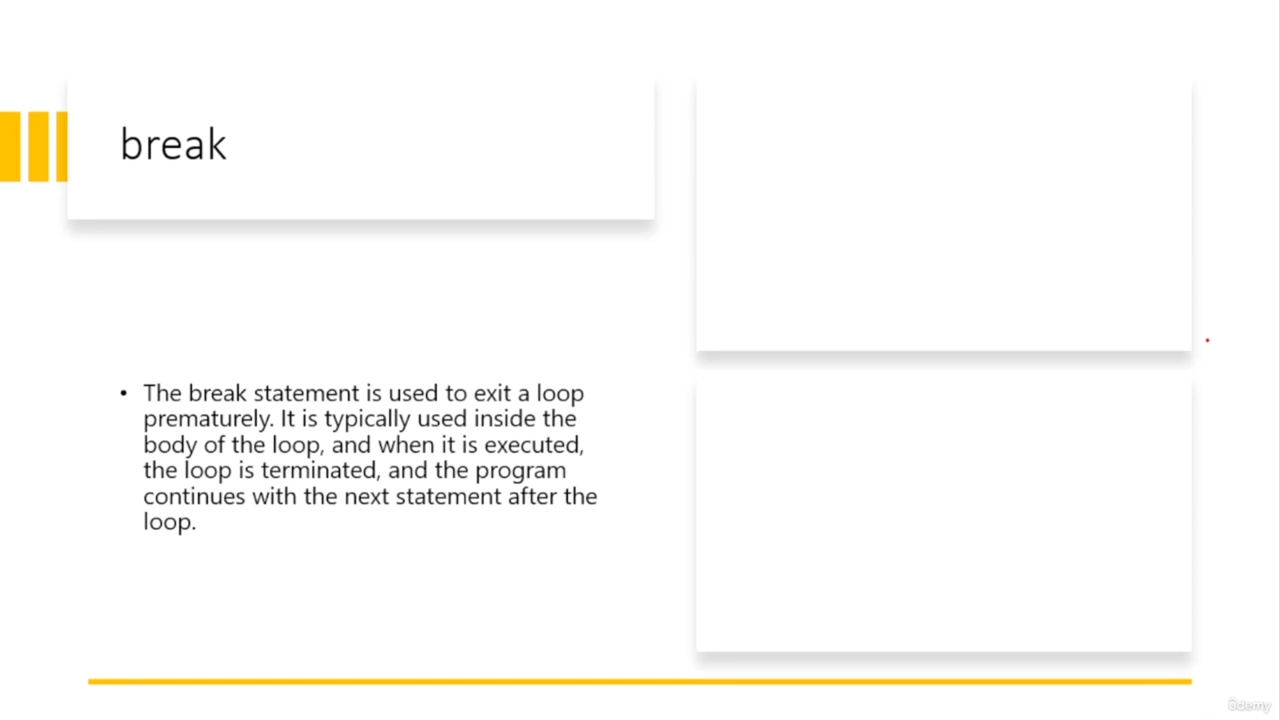 break
• The break statement is used to exit a loop
prematurely. It is typically used inside the
body of the loop, and when it is executed,
the loop is terminated, and the program
continues with the next statement after the
loop.
ûdemy